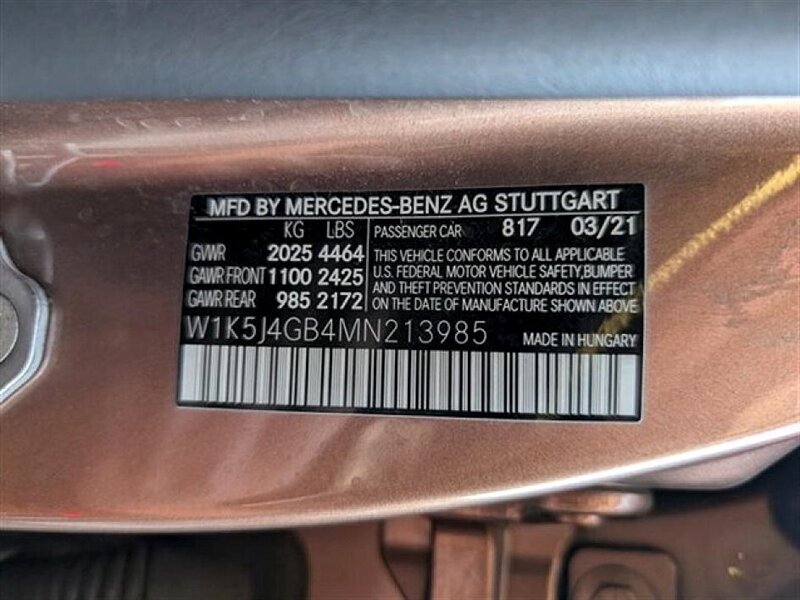 MFD BY MERCEDES-BENZ AG STUTTGART
KG LBS PASSENGER CAR 817 03/21
GVWR 2025 4464 THIS VEHICLE CONFORMS TO ALL APPLICABLE
GAWR FRONT 1100 2425 U.S. FEDERAL MOTOR VEHICLE SAFETY,BUMPER
GAWR REAR 985 2172 AND THEFT PREVENTION STANDARDS IN EFFECT
ON THE DATE OF MANUFACTURE SHOWN ABOVE
W1K5J4GB4MN213985 MADE IN HUNGARY